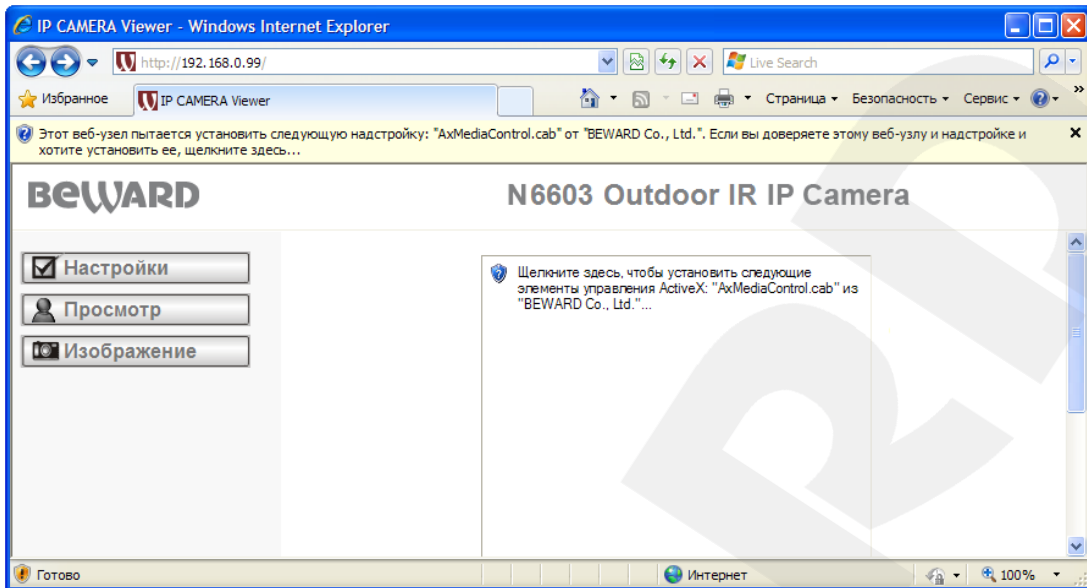 IP CAMERA Viewer - Windows Internet Explorer
http://192.168.0.99/
Live Search
Избранное
IP CAMERA Viewer
Страница
Безопасность
Сервис
Этот веб-узел пытается установить следующую надстройку: "AxMediaControl.cab" от "BEWARD Co., Ltd.". Если вы доверяете этому веб-узлу и надстройке и
хотите установить ее, щелкните здесь...
BEWARD
N6603 Outdoor IR IP Camera
Настройки
Просмотр
Изображение
Щелкните здесь, чтобы установить следующие
элементы управления ActiveX: "AxMediaControl.cab" из
"BEWARD Co., Ltd."...
Готово
Интернет
100%